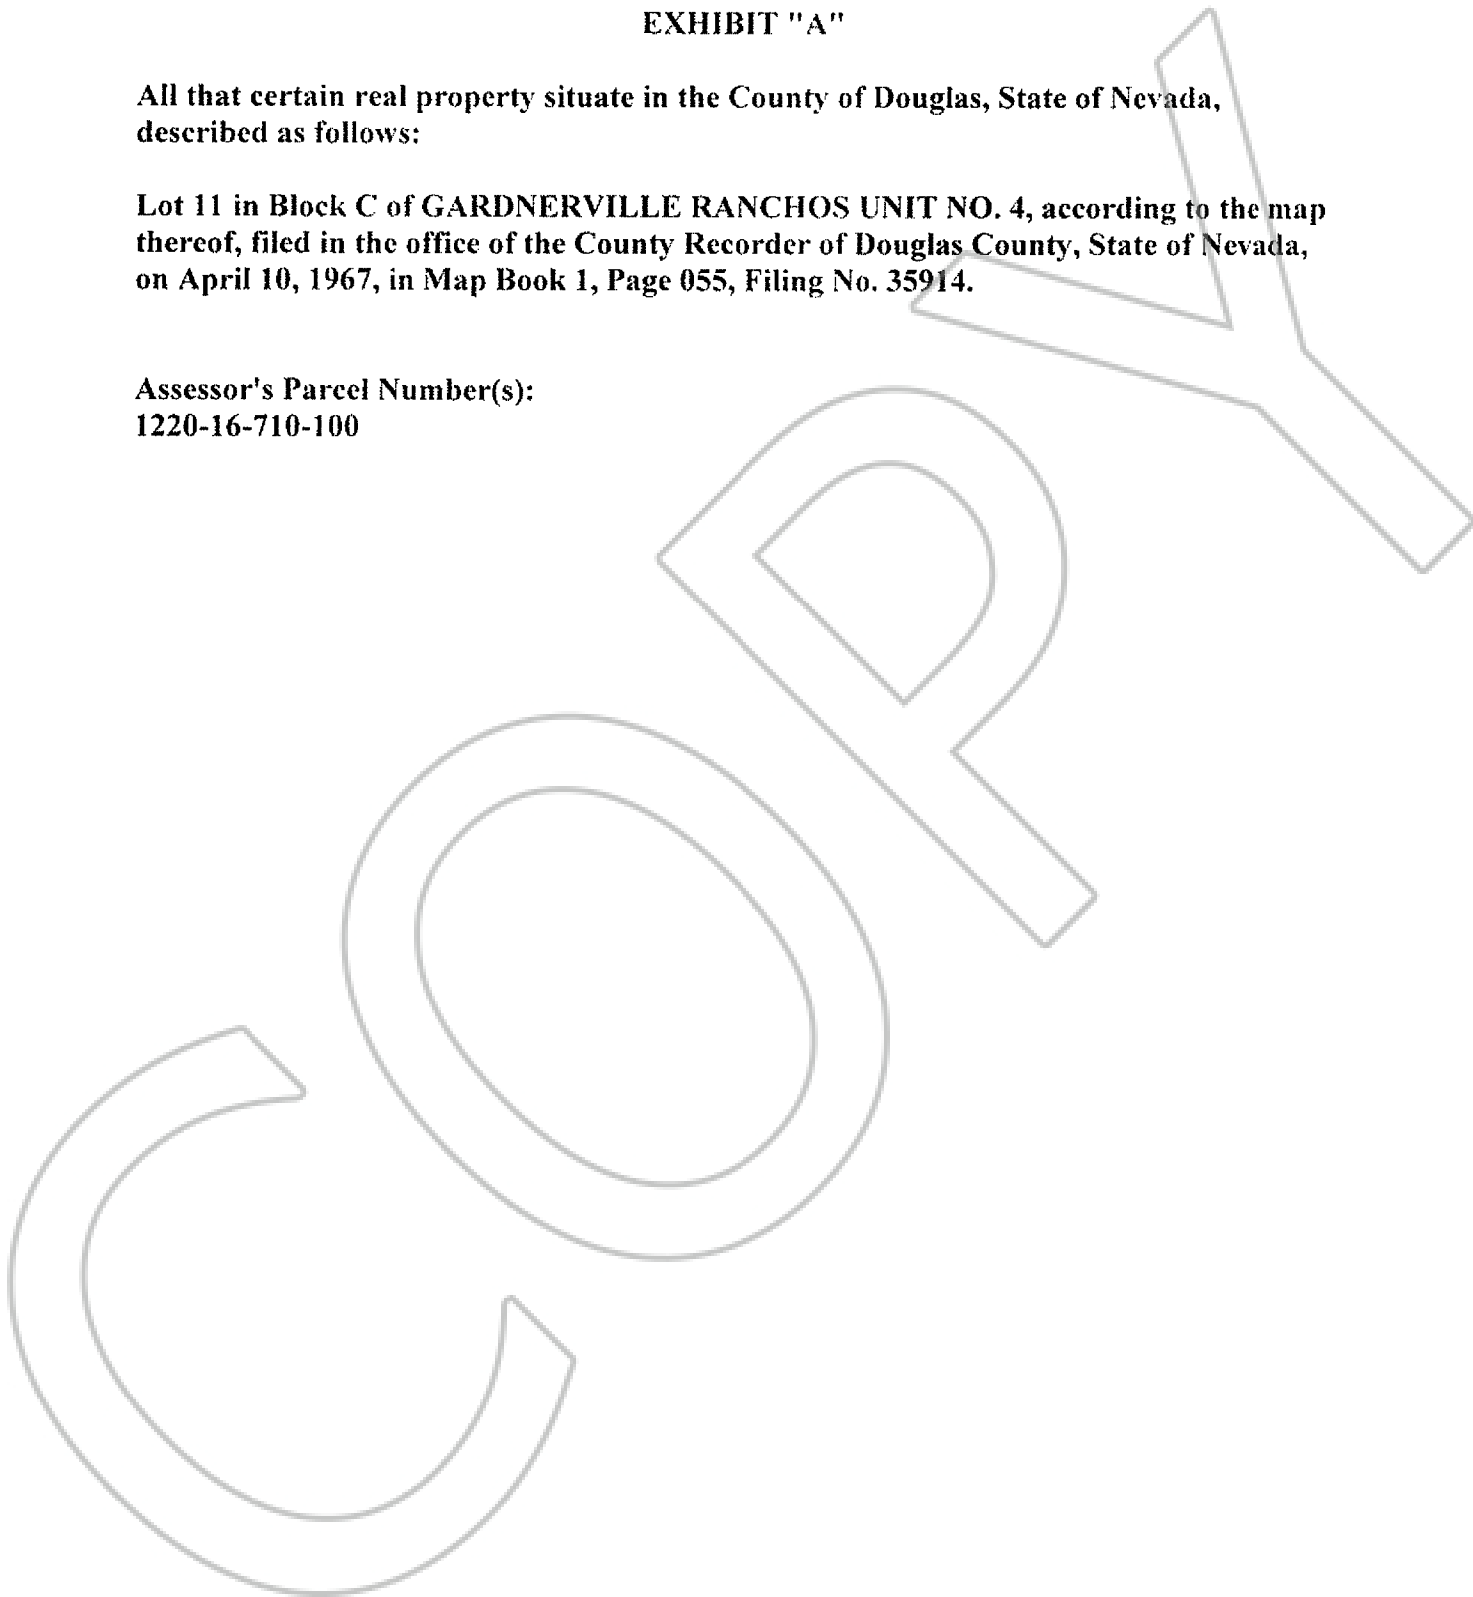 EXHIBIT "A"
All that certain real property situate in the County of Douglas, State of Nevada,
described as follows:
Lot 11 in Block C of GARDNERVILLE RANCHOS UNIT NO. 4, according to the map
thereof, filed in the office of the County Recorder of Douglas County, State of Nevada,
on April 10, 1967, in Map Book 1, Page 055, Filing No. 35914.
Assessor's Parcel Number(s):
1220-16-710-100
COPY